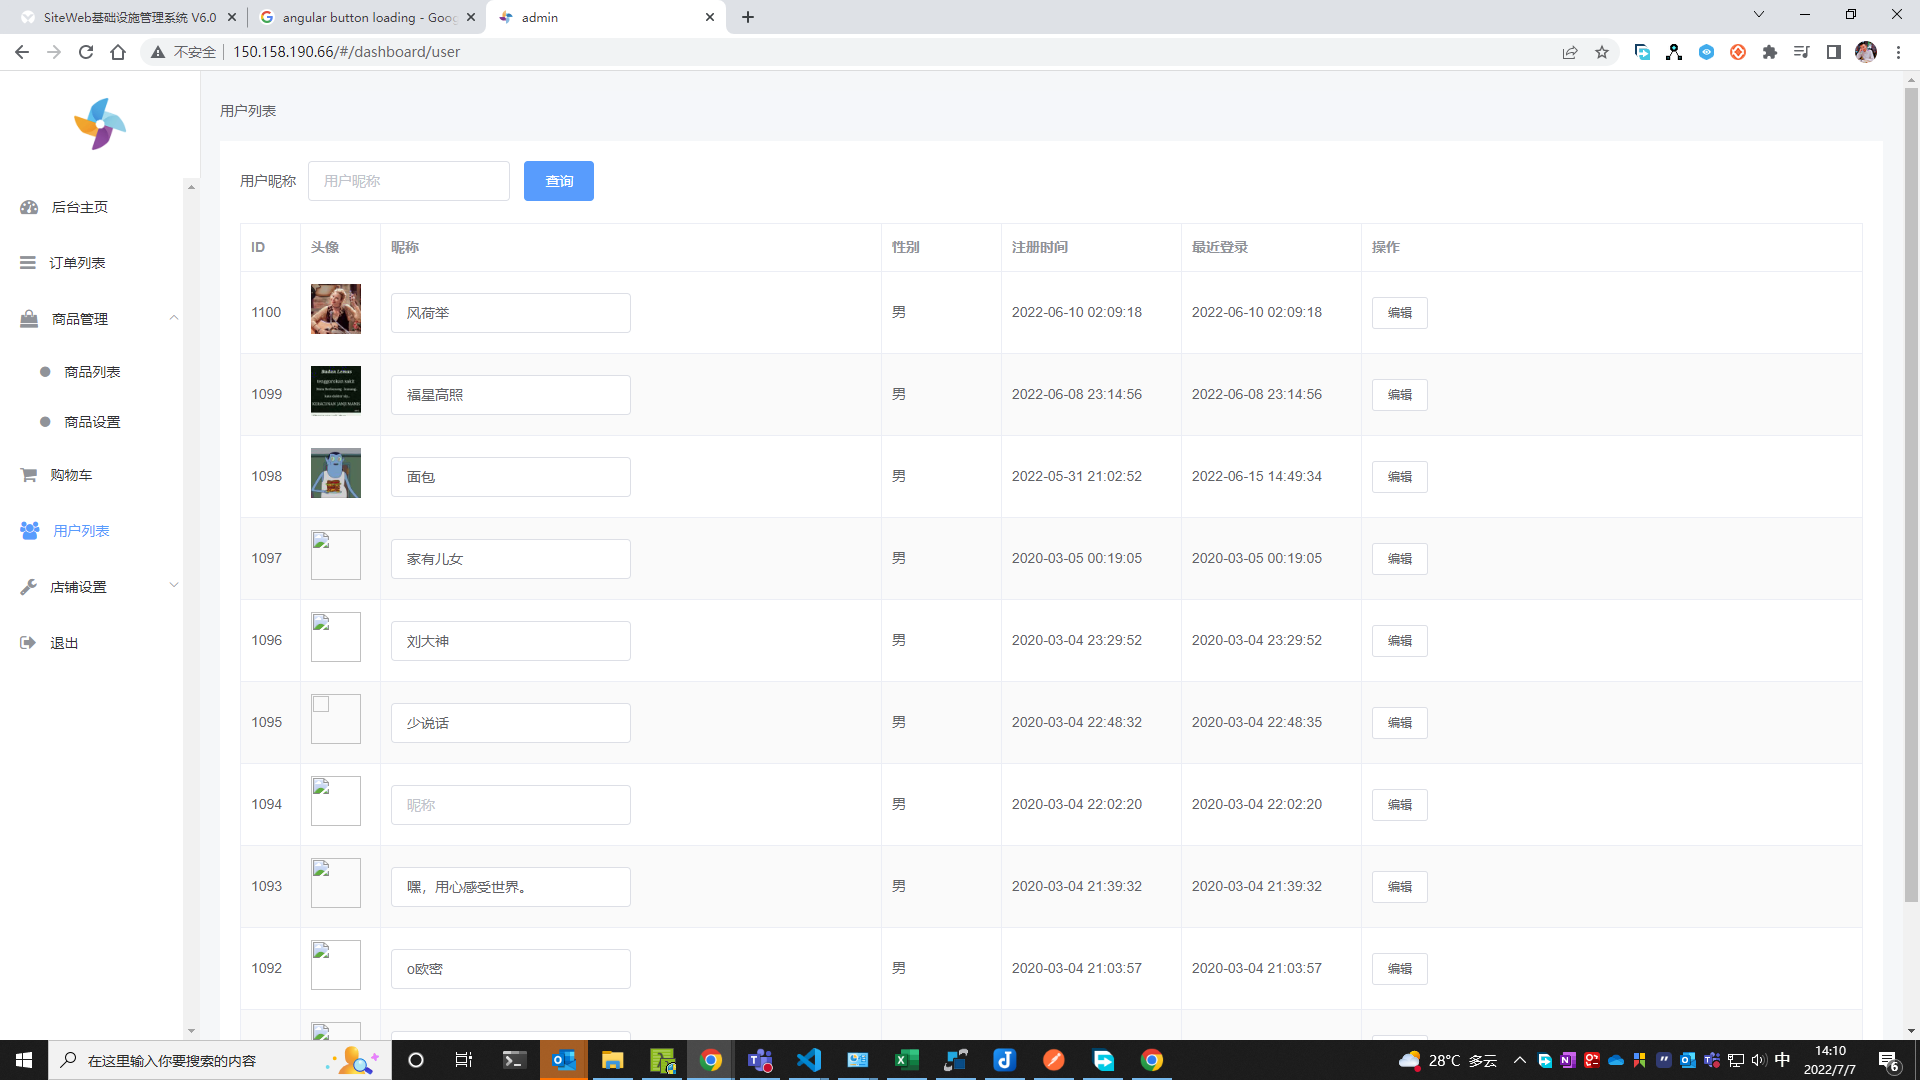 SiteWeb基础设施管理系统 V6.0
angular button loading - Goog
admin
不安全
150.158.190.66/#/dashboard/user
用户列表
后台主页
订单列表
商品管理
商品列表
商品设置
购物车
用户列表
店铺设置
退出
用户昵称 用户昵称 查询
ID 头像 昵称 性别 注册时间 最近登录 操作
1100 风荷举 男 2022-06-10 02:09:18 2022-06-10 02:09:18 编辑
1099 福星高照 男 2022-06-08 23:14:56 2022-06-08 23:14:56 编辑
1098 面包 男 2022-05-31 21:02:52 2022-06-15 14:49:34 编辑
1097 家有儿女 男 2020-03-05 00:19:05 2020-03-05 00:19:05 编辑
1096 刘大神 男 2020-03-04 23:29:52 2020-03-04 23:29:52 编辑
1095 少说话 男 2020-03-04 22:48:32 2020-03-04 22:48:35 编辑
1094 昵称 男 2020-03-04 22:02:20 2020-03-04 22:02:20 编辑
1093 嘿，用心感受世界。 男 2020-03-04 21:39:32 2020-03-04 21:39:32 编辑
1092 o欧密 男 2020-03-04 21:03:57 2020-03-04 21:03:57 编辑
在这里输入你要搜索的内容
28°C 多云
中
14:10
2022/7/7
6